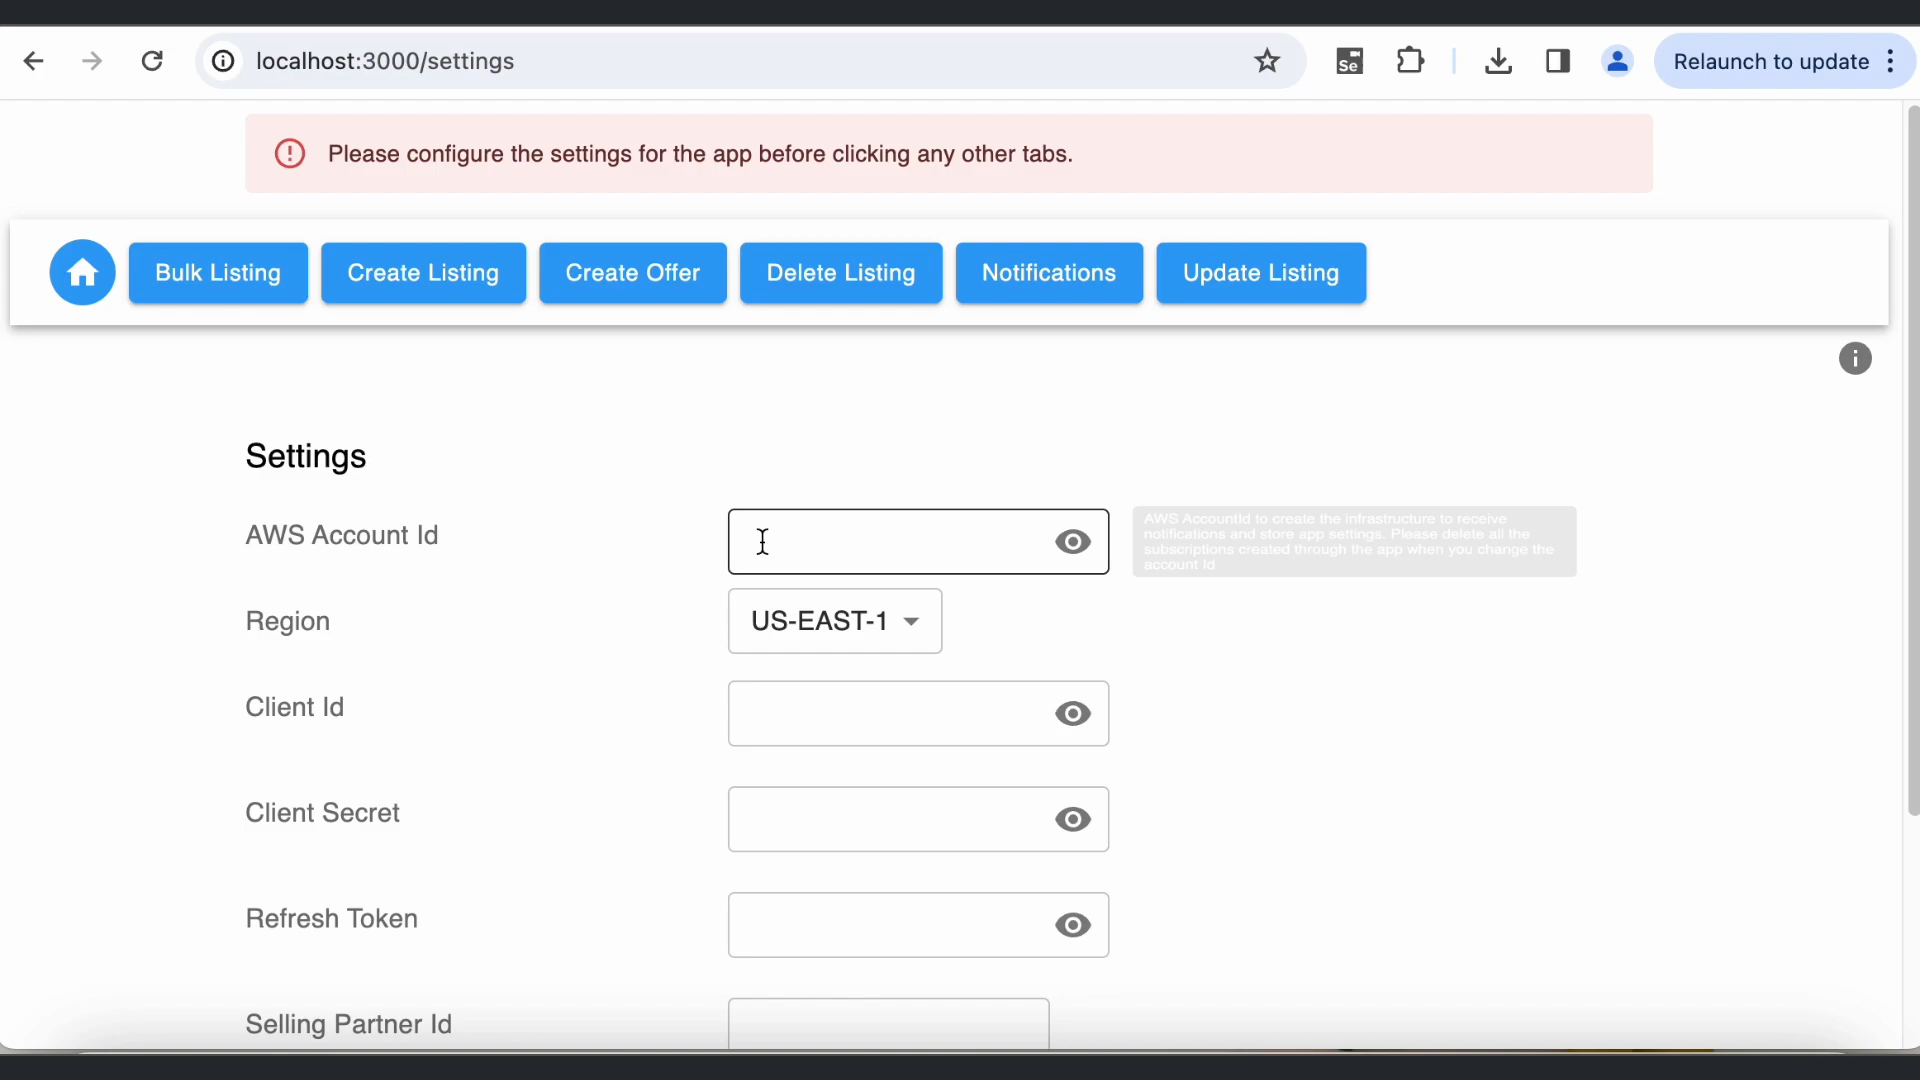 localhost:3000/settings
Se
Relaunch to update
Please configure the settings for the app before clicking any other tabs.
Bulk Listing
Create Listing
Create Offer
Delete Listing
Notifications
Update Listing
Settings
AWS Account Id
AWS AccountId to create the infrastructure to receive
notifications and store app settings. Please delete all the
subscriptions created through the app when you change the
account Id
Region
US-EAST-1
Client Id
Client Secret
Refresh Token
Selling Partner Id